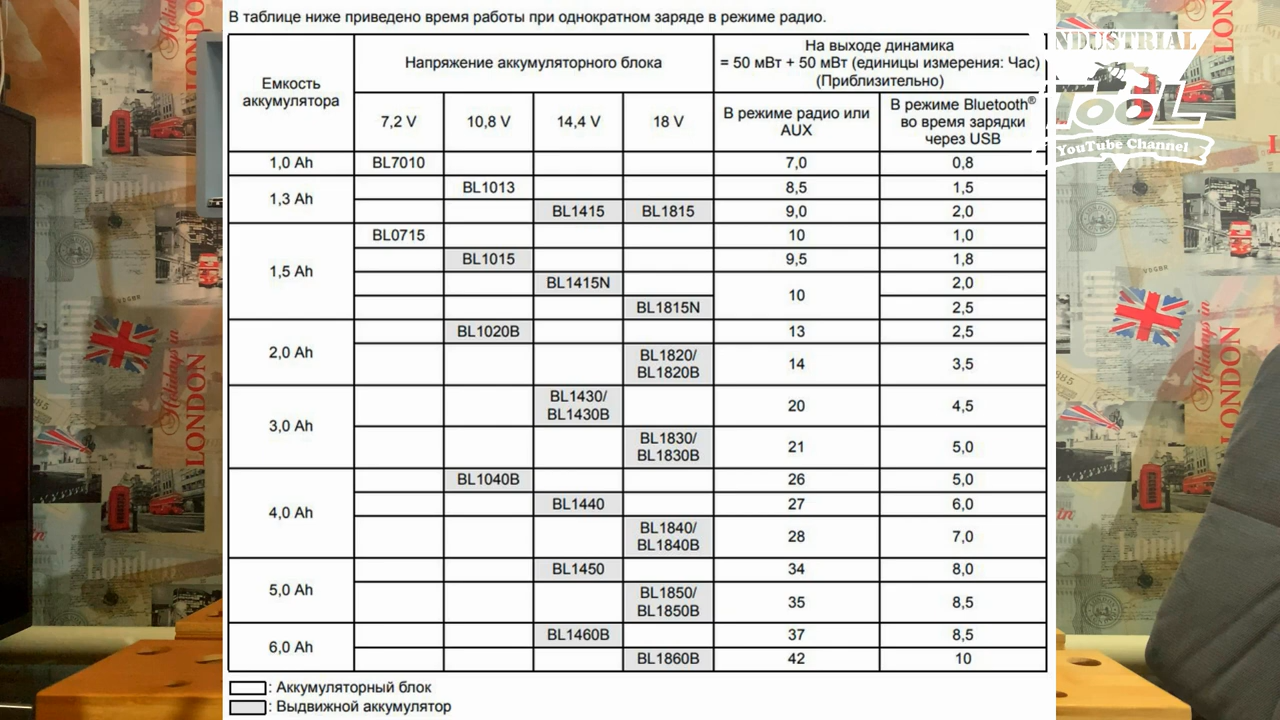 В таблице ниже приведено время работы при однократном заряде в режиме радио.
Емкость
аккумулятора
Напряжение аккумуляторного блока
На выходе динамика
= 50 мВт + 50 мВт (единицы измерения: Час)
(Приблизительно)
7,2 V 10,8 V 14,4 V 18 V
В режиме радио или
AUX
В режиме Bluetooth®
во время зарядки
через USB
1,0 Ah BL7010 7,0 0,8
1,3 Ah BL1013 8,5 1,5
BL1415 BL1815 9,0 2,0
1,5 Ah BL0715 10 1,0
BL1015 9,5 1,8
BL1415N 10 2,0
BL1815N 2,5
2,0 Ah BL1020B 13 2,5
BL1820/
BL1820B 14 3,5
3,0 Ah BL1430/
BL1430B 20 4,5
BL1830/
BL1830B 21 5,0
4,0 Ah BL1040B 26 5,0
BL1440 27 6,0
BL1840/
BL1840B 28 7,0
5,0 Ah BL1450 34 8,0
BL1850/
BL1850B 35 8,5
6,0 Ah BL1460B 37 8,5
BL1860B 42 10
: Аккумуляторный блок
: Выдвижной аккумулятор
INDUSTRIAL
TooL
YouTube Channel
Holidays in
LONDON
LONDON
Holidays in
LONDON